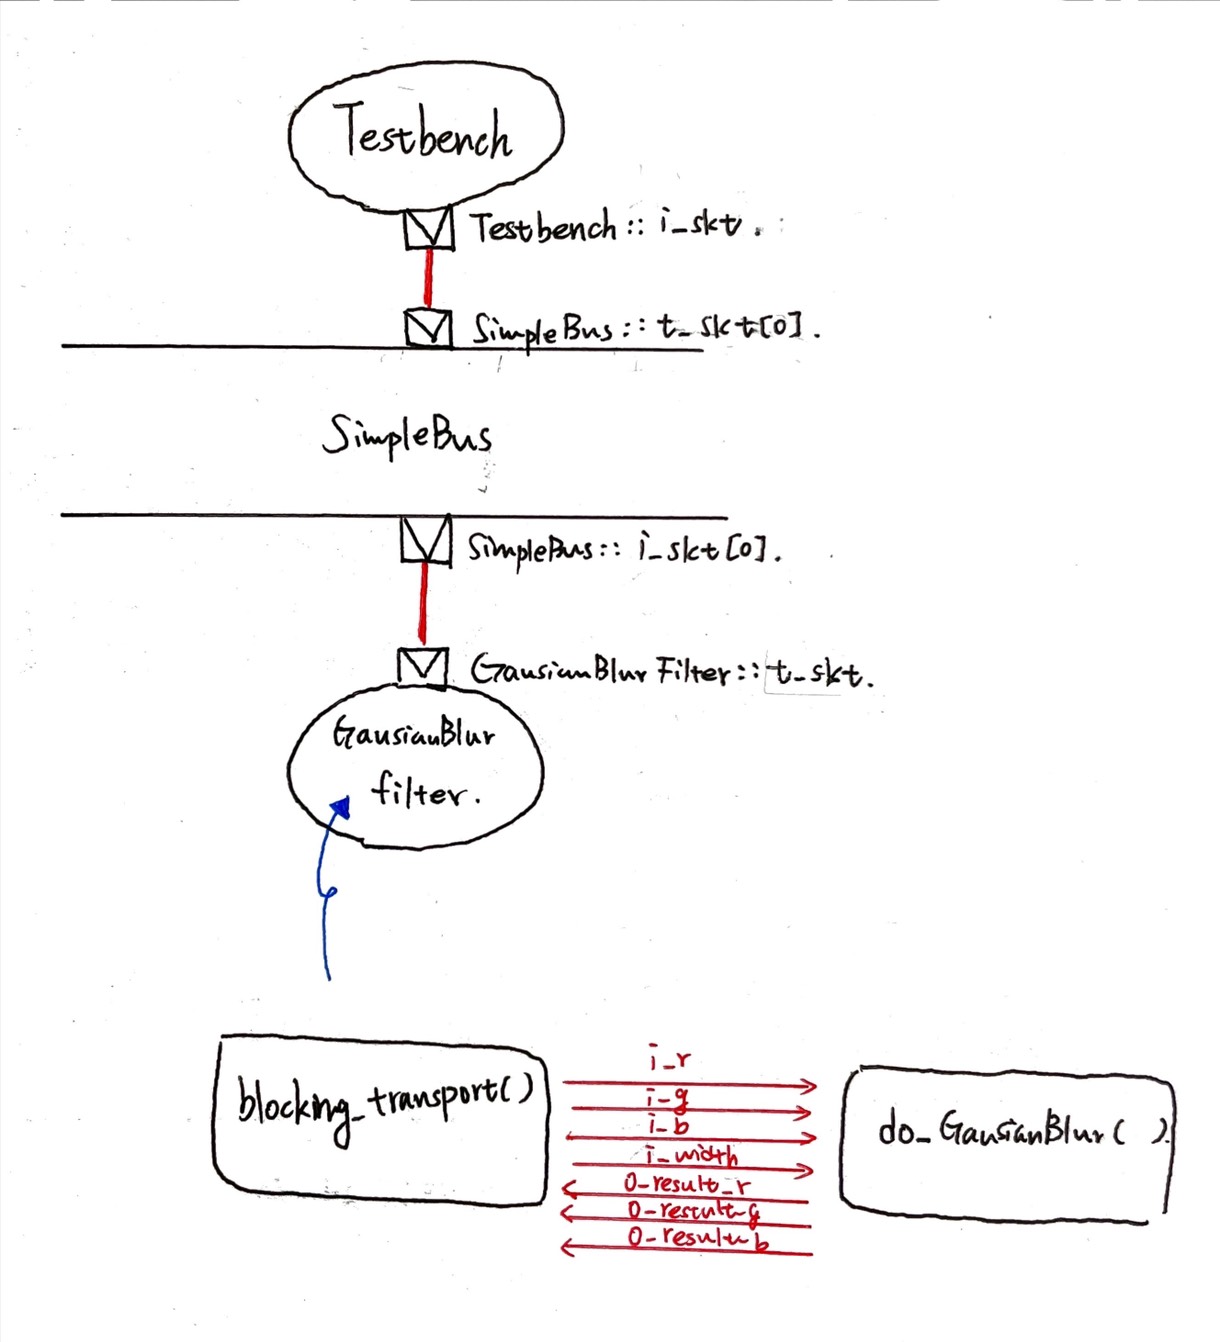 Testbench
Testbench :: i_skt .
SimpleBus :: t_skt[0] .
SimpleBus
SimpleBus :: i_skt[0] .
GausianBlur Filter :: t_skt .
GausianBlur
filter .
i_r
blocking_transport()
i_g
i_b
do_GausianBlur( ).
i_width
o_result_r
o_result_g
o_result_b